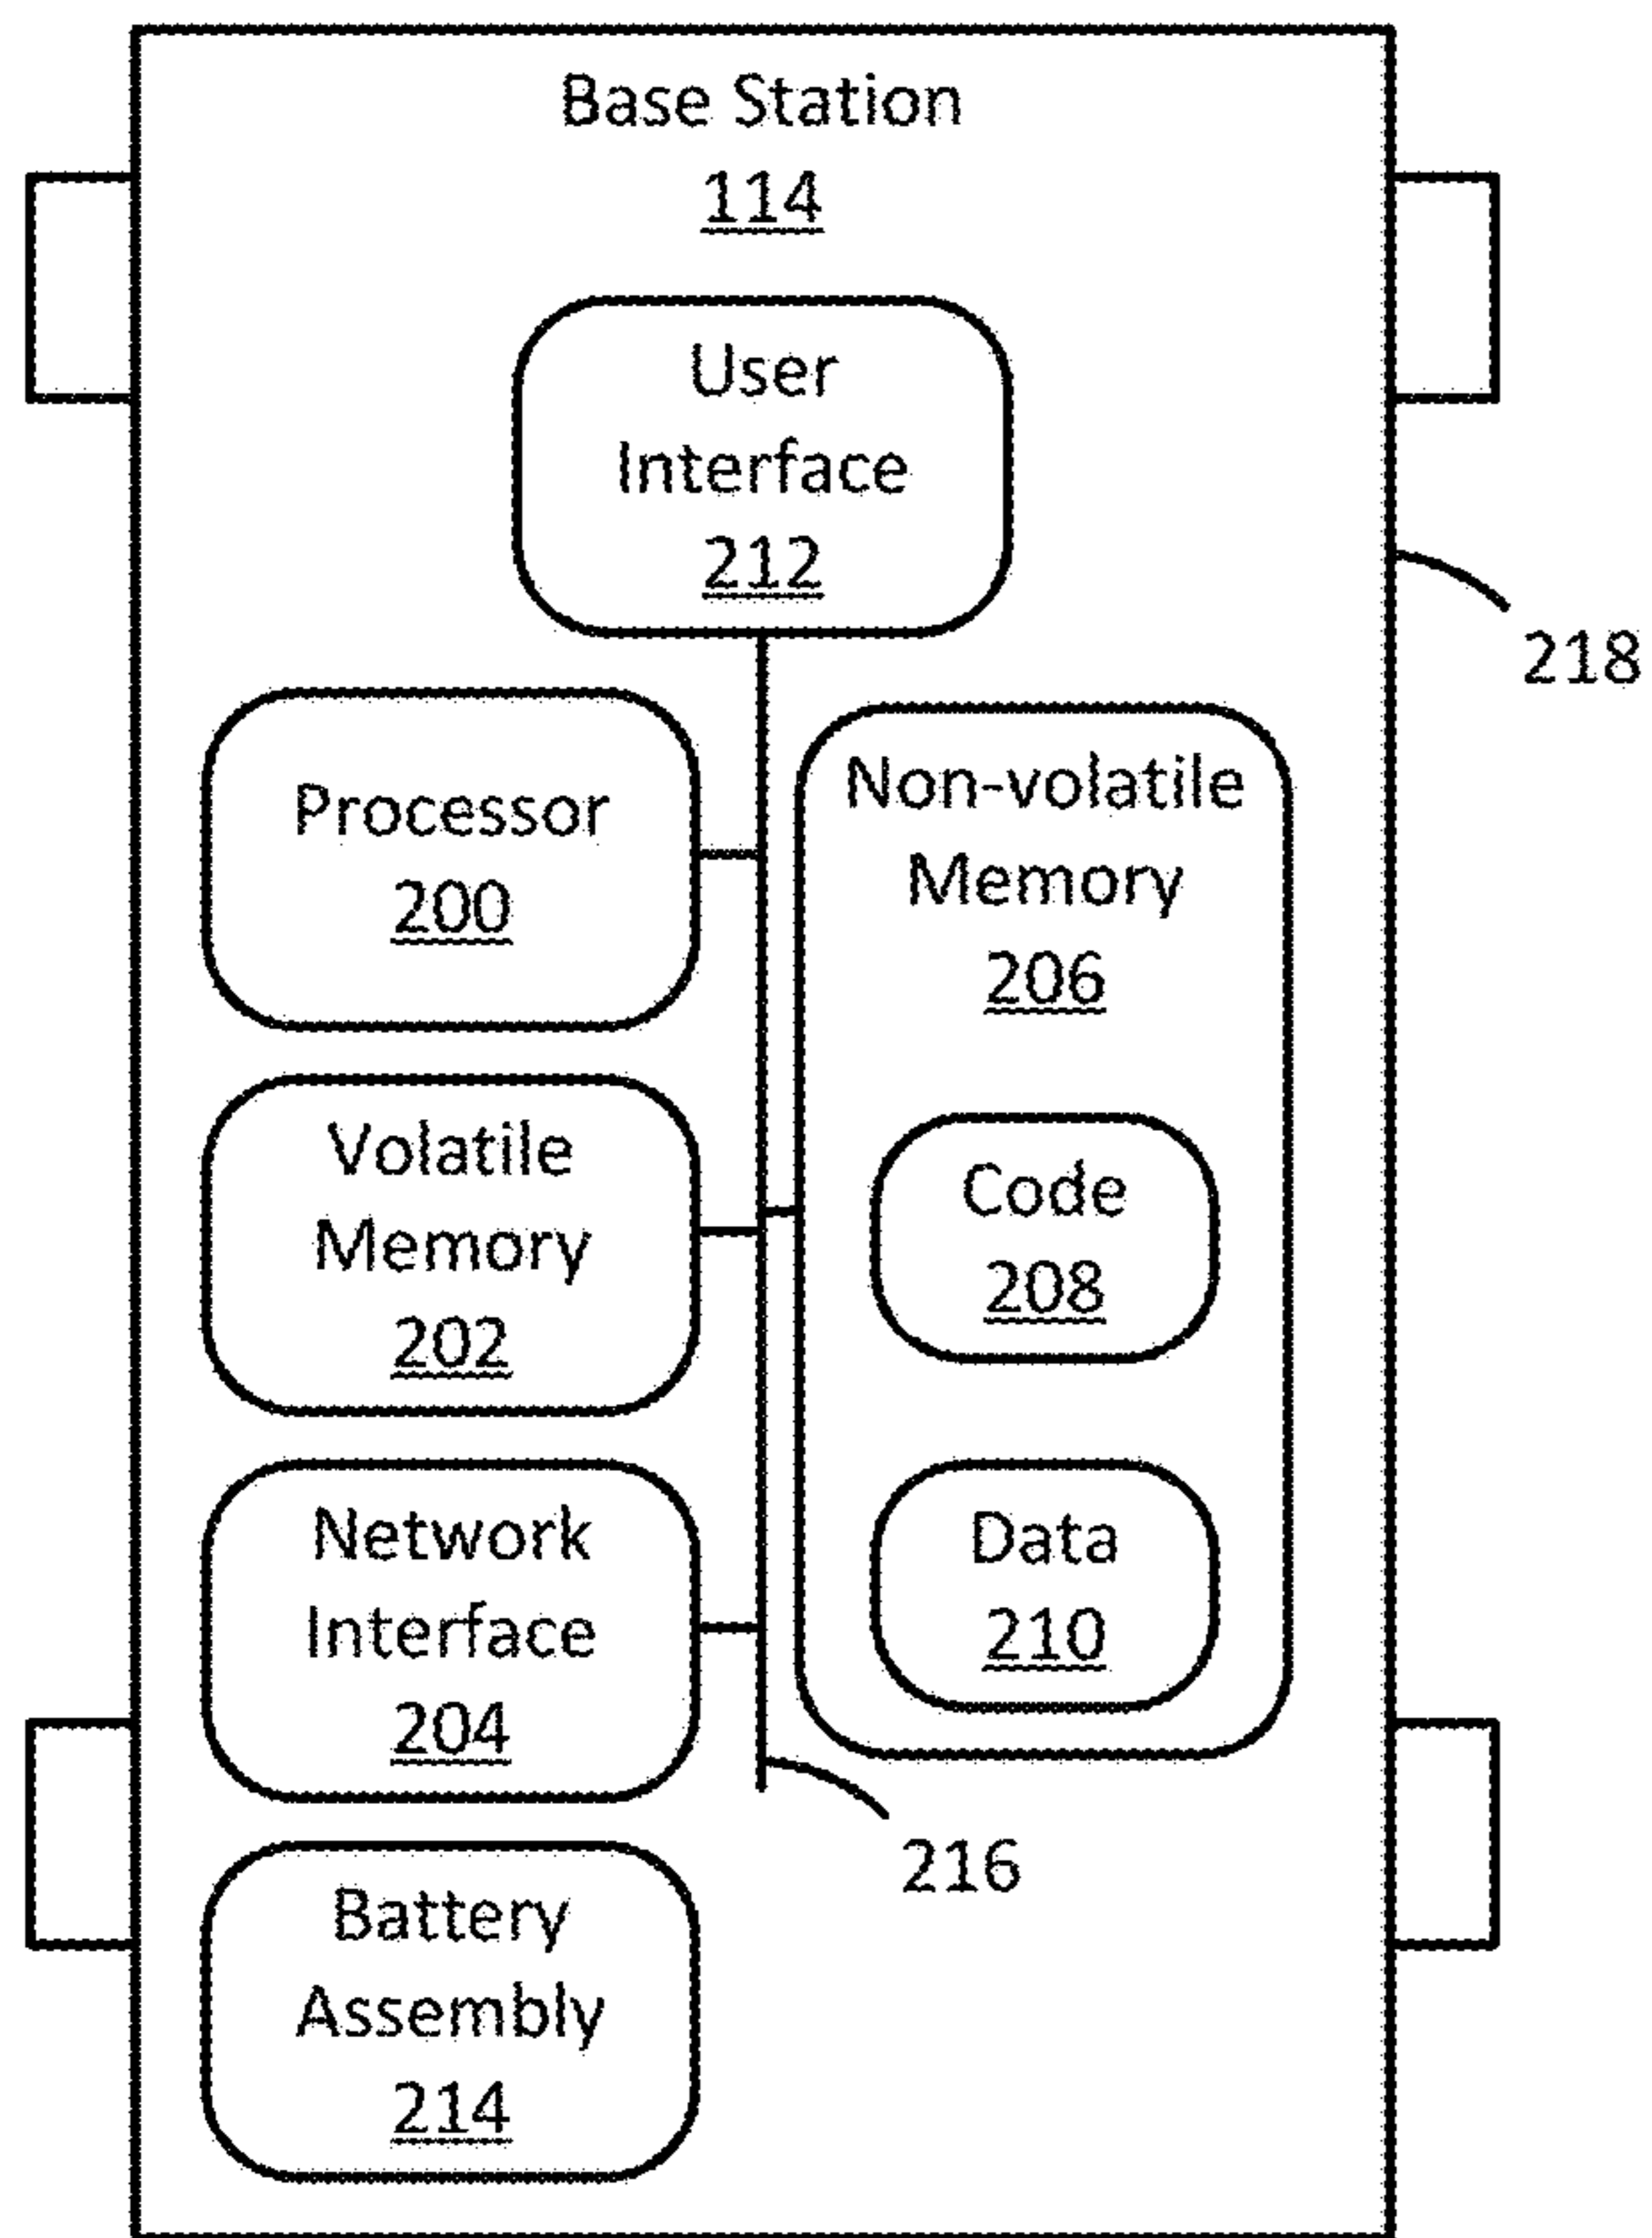 Base Station
114
User
Interface
212
218
Processor
200
Non-volatile
Memory
206
Volatile
Memory
202
Code
208
Network
Interface
204
Data
210
216
Battery
Assembly
214